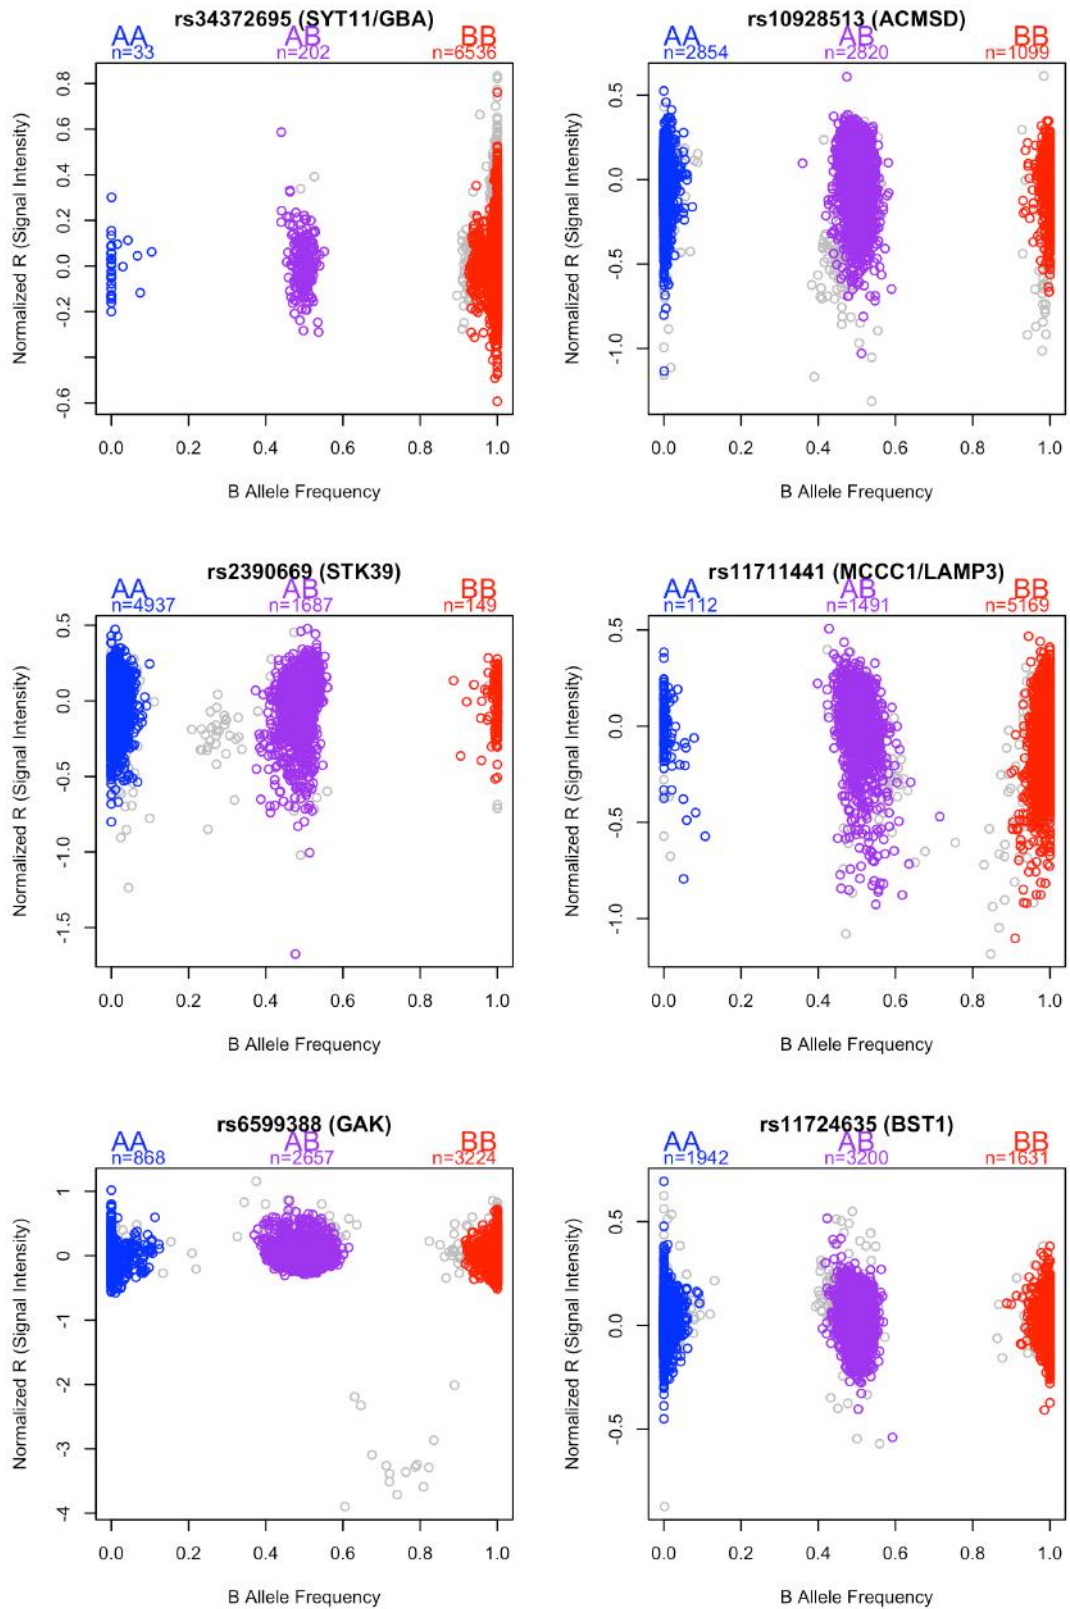 rs34372695 (SYT11/GBA)
AA AB BB
n=33 n=202 n=6536
Normalized R (Signal Intensity)
0.8
0.6
0.4
0.2
0.0
-0.2
-0.6
0.0 0.2 0.4 0.6 0.8 1.0
B Allele Frequency
rs10928513 (ACMSD)
AA AB BB
n=2854 n=2820 n=1099
Normalized R (Signal Intensity)
0.5
0.0
-0.5
-1.0
0.0 0.2 0.4 0.6 0.8 1.0
B Allele Frequency
rs2390669 (STK39)
AA AB BB
n=4937 n=1687 n=149
Normalized R (Signal Intensity)
0.5
0.0
-0.5
-1.0
-1.5
0.0 0.2 0.4 0.6 0.8 1.0
B Allele Frequency
rs11711441 (MCCC1/LAMP3)
AA AB BB
n=112 n=1491 n=5169
Normalized R (Signal Intensity)
0.5
0.0
-0.5
-1.0
0.0 0.2 0.4 0.6 0.8 1.0
B Allele Frequency
rs6599388 (GAK)
AA AB BB
n=868 n=2657 n=3224
Normalized R (Signal Intensity)
1
0
-1
-2
-3
-4
0.0 0.2 0.4 0.6 0.8 1.0
B Allele Frequency
rs11724635 (BST1)
AA AB BB
n=1942 n=3200 n=1631
Normalized R (Signal Intensity)
0.5
0.0
-0.5
0.0 0.2 0.4 0.6 0.8 1.0
B Allele Frequency